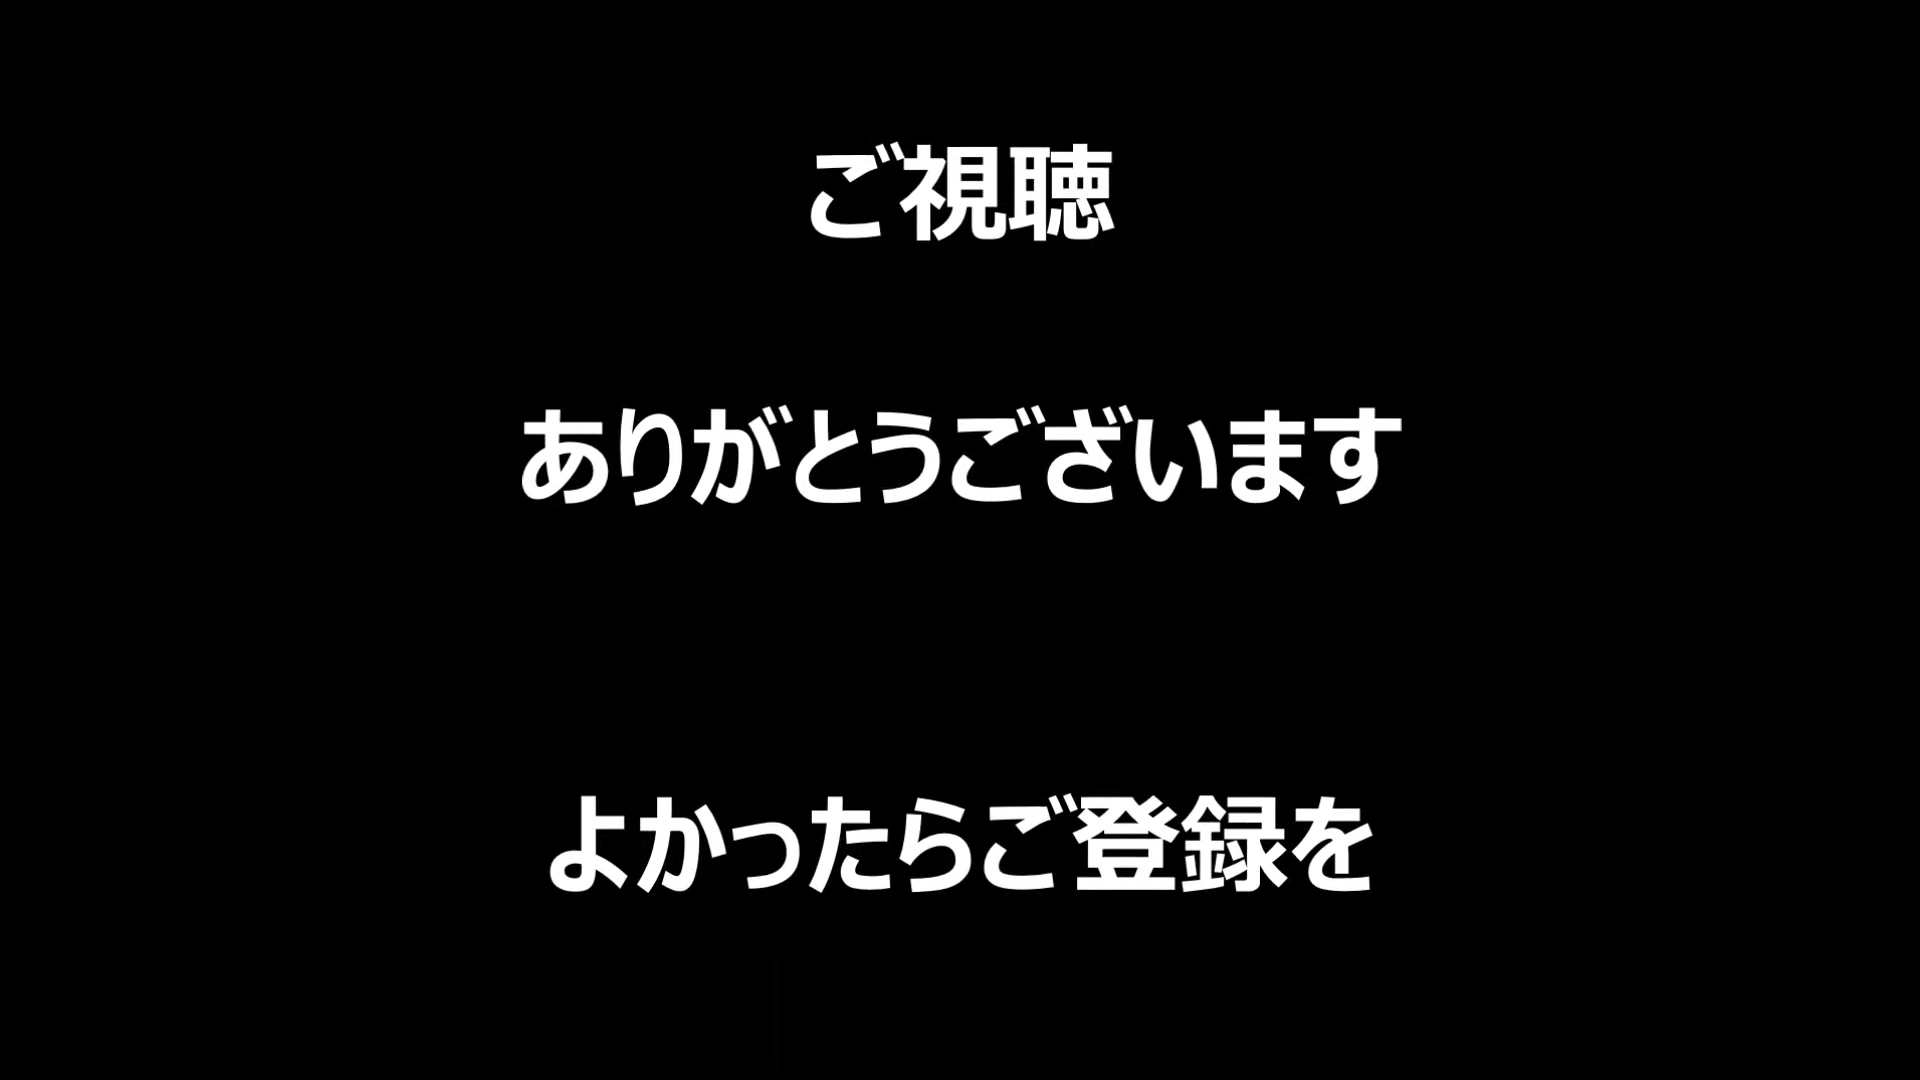 ご視聴
ありがとうございます
よかったらご登録を